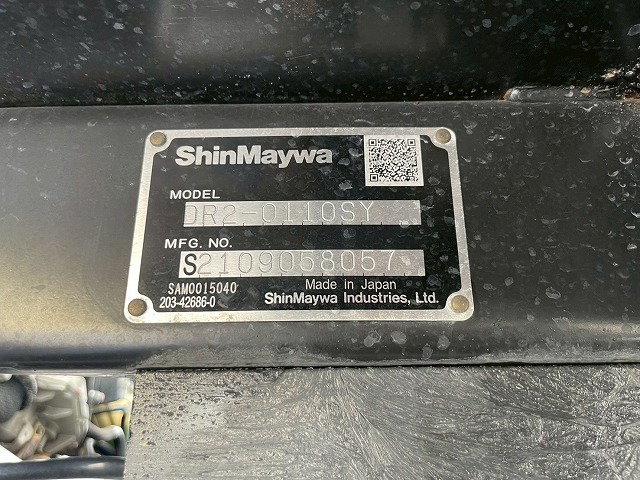 ShinMaywa
MODEL
DR2-0110SY
MFG. NO.
S2109058057
SAM0015040
203-42686-0
Made in Japan
ShinMaywa Industries, Ltd.